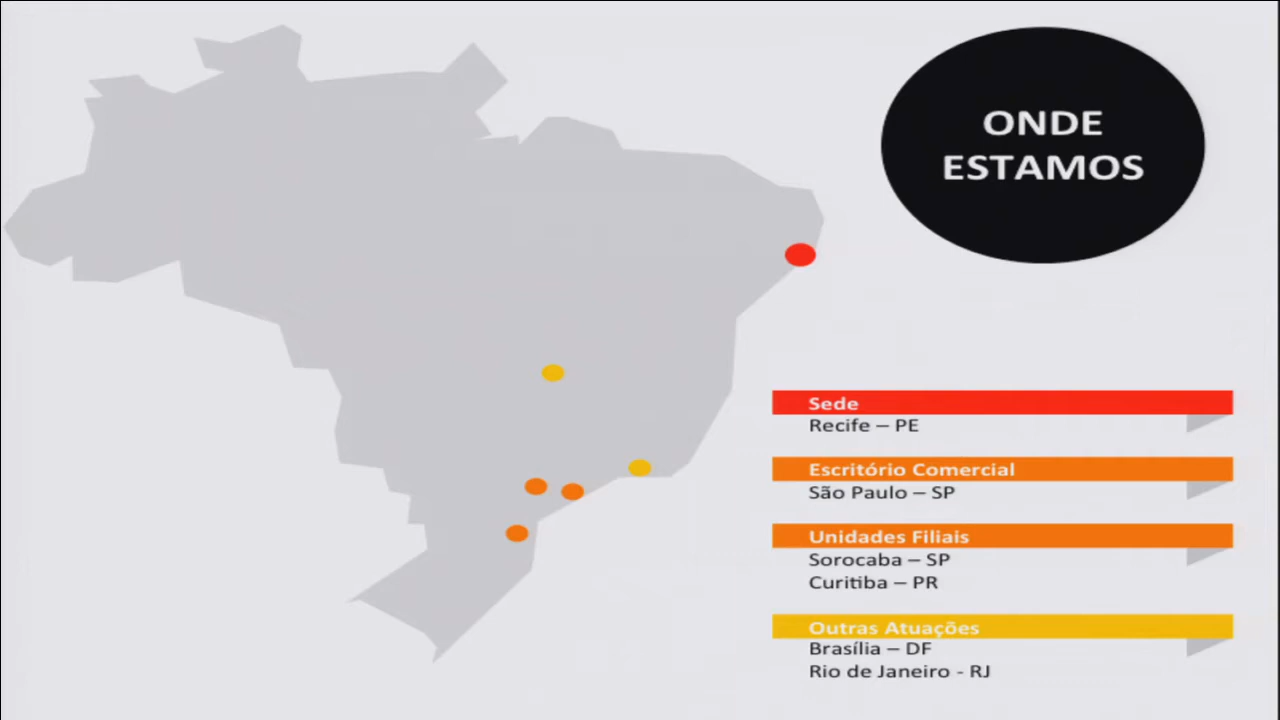 ONDE
ESTAMOS
Sede
Recife – PE
Escritório Comercial
São Paulo – SP
Unidades Filiais
Sorocaba – SP
Curitiba – PR
Outras Atuações
Brasília – DF
Rio de Janeiro - RJ